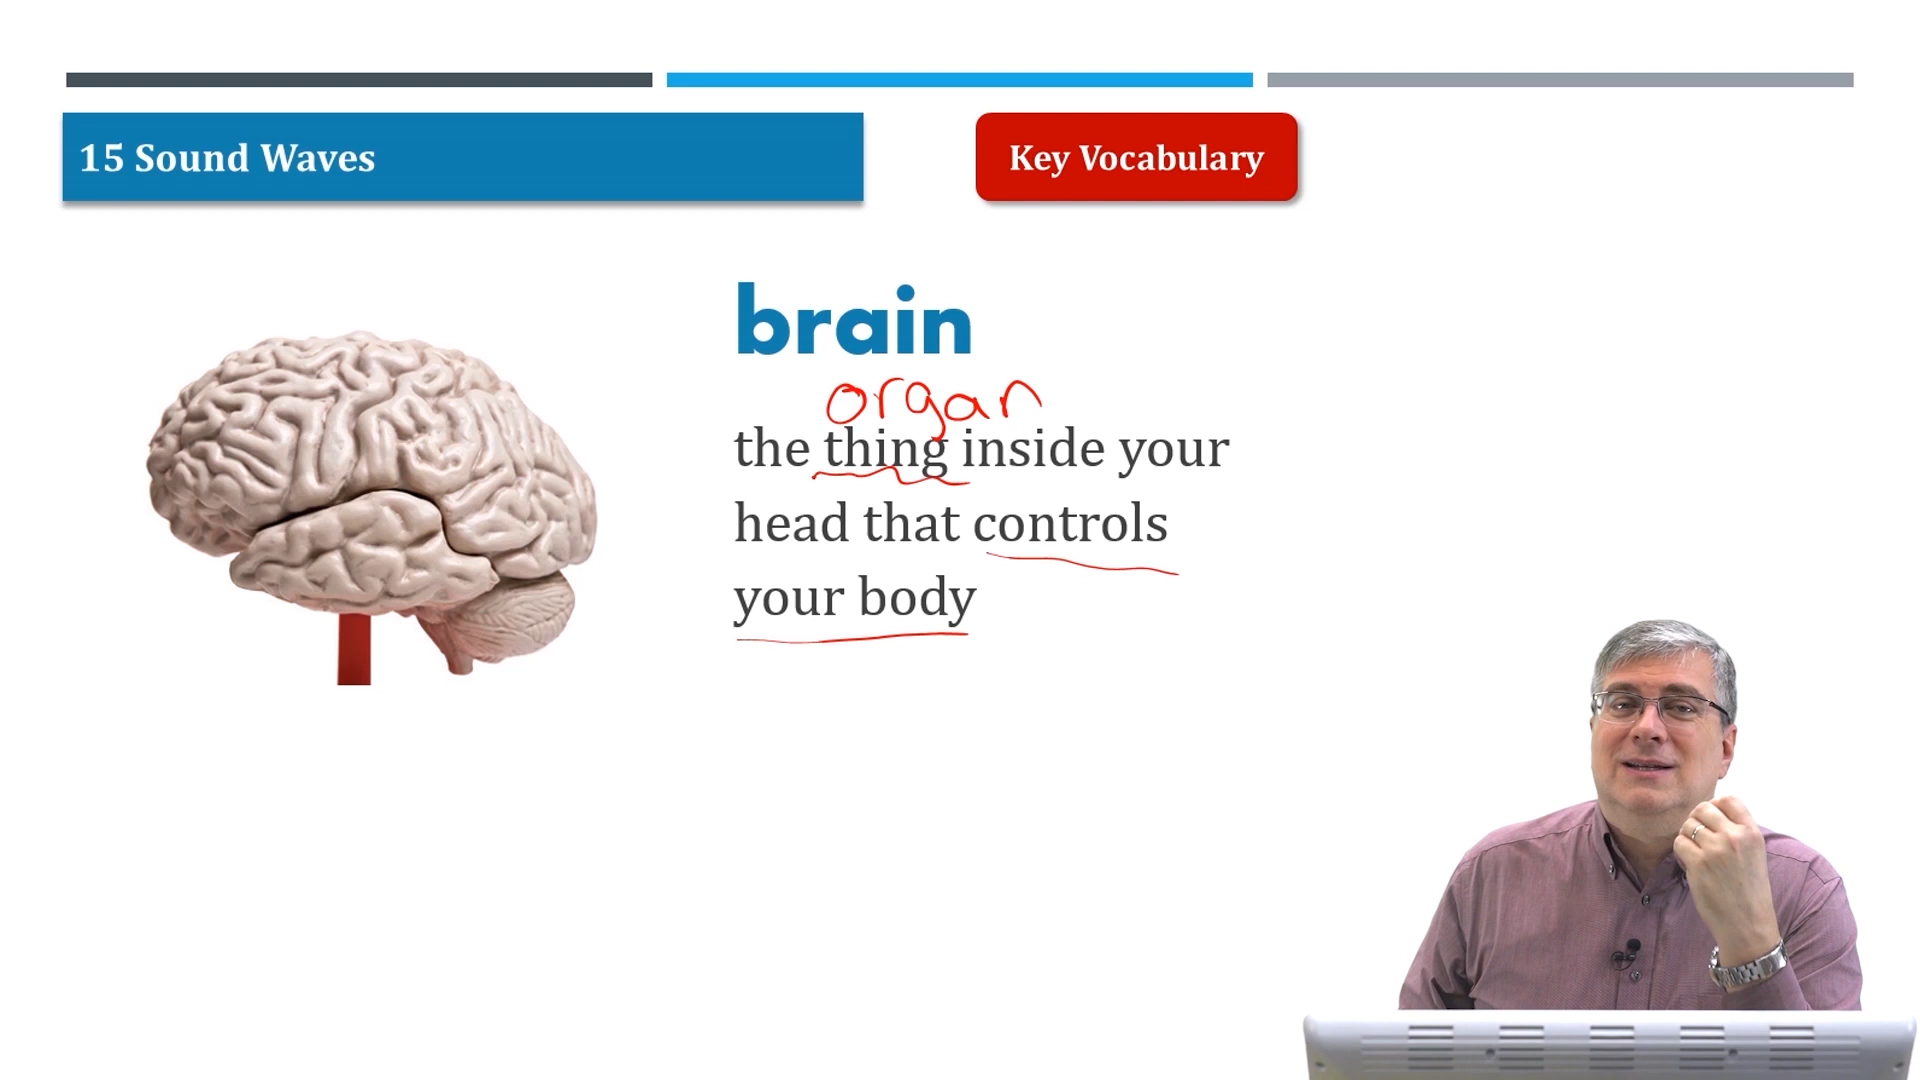 15 Sound Waves
Key Vocabulary
brain
organ
the thing inside your
head that controls
your body